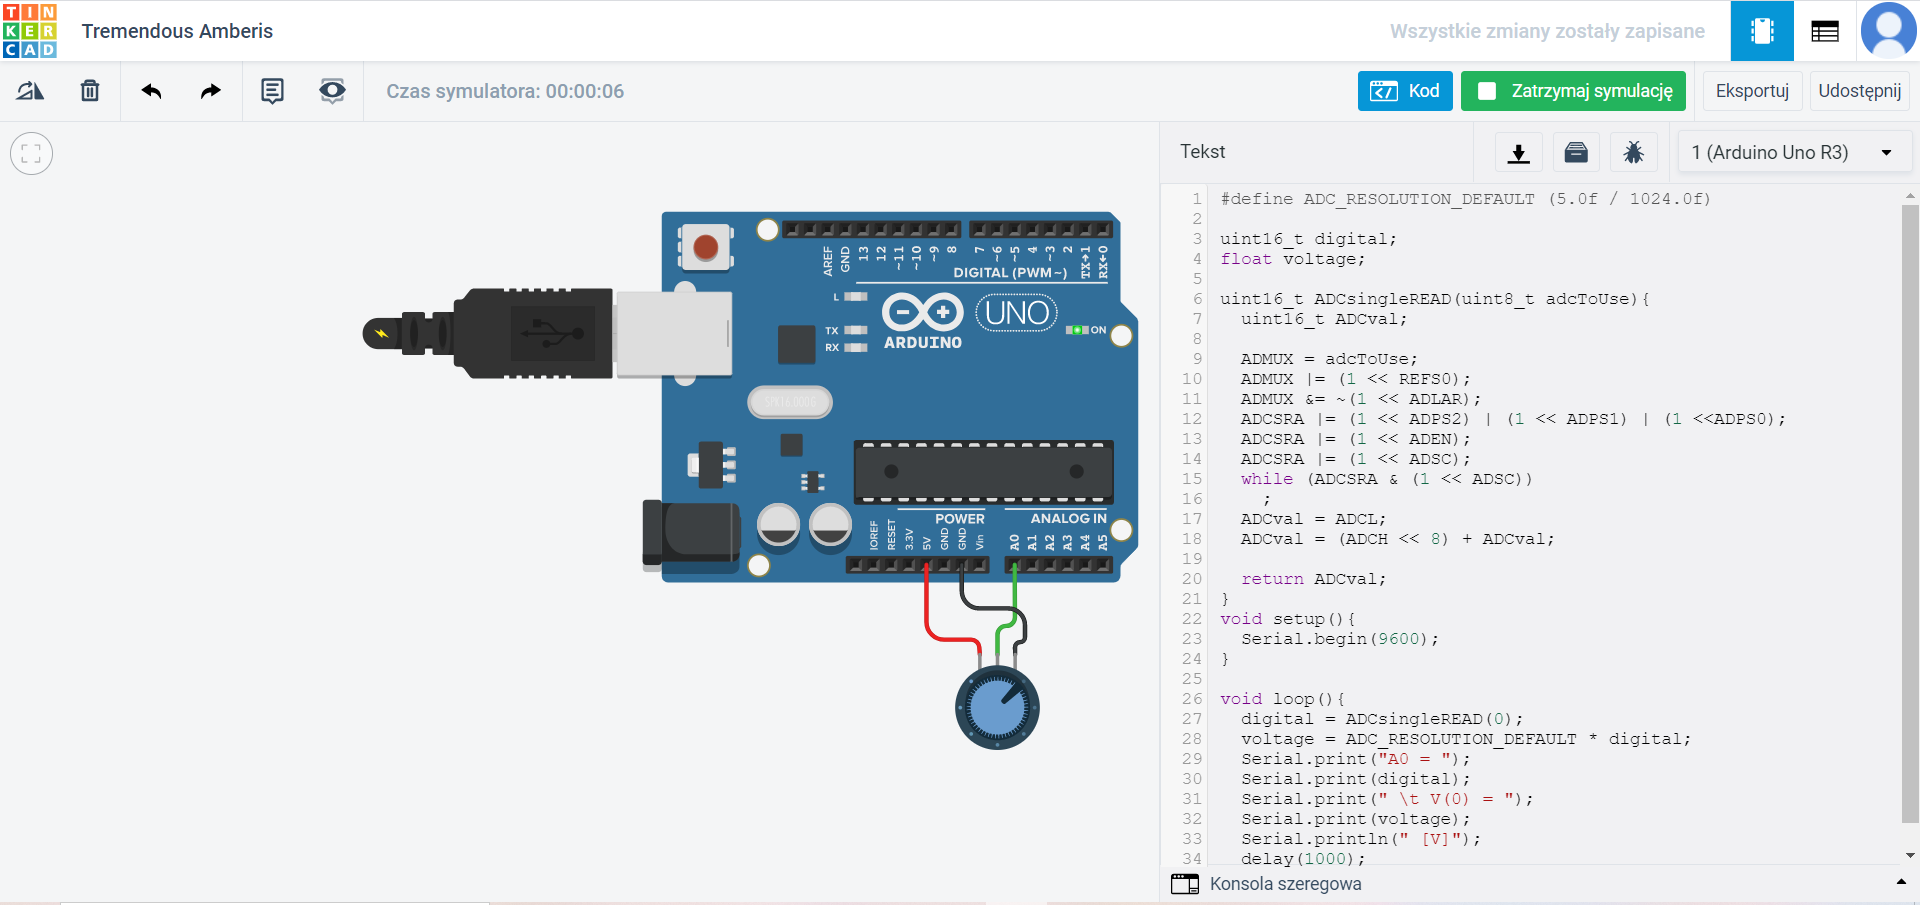 TIN
KER
CAD
Tremendous Amberis
Wszystkie zmiany zostały zapisane
Czas symulatora: 00:00:06
Kod
Zatrzymaj symulację
Eksportuj
Udostępnij
Tekst
1 (Arduino Uno R3)
AREF
GND
13
12
~11
~10
~9
8
7
~6
~5
4
~3
2
TX→1
RX←0
DIGITAL (PWM~)
L
TX
RX
ARDUINO
UNO
ON
SPK16.000G
POWER
ANALOG IN
IOREF
RESET
3.3V
5V
GND
GND
Vin
A0
A1
A2
A3
A4
A5
1 #define ADC_RESOLUTION_DEFAULT (5.0f / 1024.0f)
2
3 uint16_t digital;
4 float voltage;
5
6 uint16_t ADCsingleREAD(uint8_t adcToUse){
7 uint16_t ADCval;
8
9 ADMUX = adcToUse;
10 ADMUX |= (1 << REFS0);
11 ADMUX &= ~(1 << ADLAR);
12 ADCSRA |= (1 << ADPS2) | (1 << ADPS1) | (1 <<ADPS0);
13 ADCSRA |= (1 << ADEN);
14 ADCSRA |= (1 << ADSC);
15 while (ADCSRA & (1 << ADSC))
16 ;
17 ADCval = ADCL;
18 ADCval = (ADCH << 8) + ADCval;
19
20 return ADCval;
21 }
22 void setup(){
23 Serial.begin(9600);
24 }
25
26 void loop(){
27 digital = ADCsingleREAD(0);
28 voltage = ADC_RESOLUTION_DEFAULT * digital;
29 Serial.print("A0 = ");
30 Serial.print(digital);
31 Serial.print(" \t V(0) = ");
32 Serial.print(voltage);
33 Serial.println(" [V]");
34 delay(1000);
Konsola szeregowa